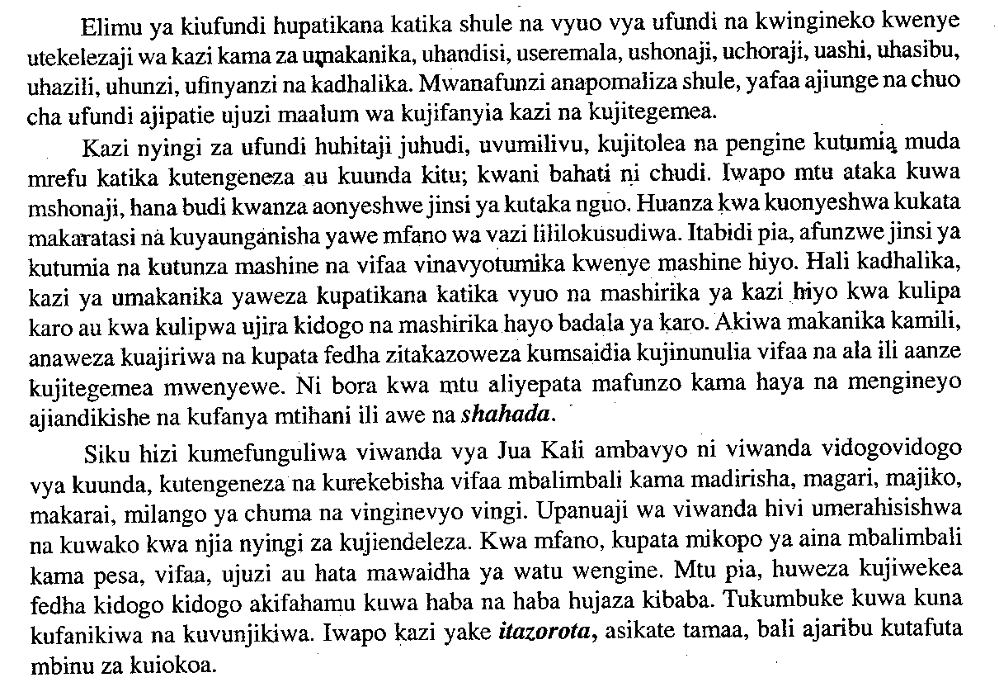 Elimu ya kiufundi hupatikana katika shule na vyuo vya ufundi na kwingineko kwenye
utekelezaji wa kazi kama za umakanika, uhandisi, useremala, ushonaji, uchoraji, uashi, uhasibu,
uhazili, uhunzi, ufinyanzi na kadhalika. Mwanafunzi anapomaliza shule, yafaa ajiunge na chuo
cha ufundi ajipatie ujuzi maalum wa kujifanyia kazi na kujitegemea.
Kazi nyingi za ufundi huhitaji juhudi, uvumilivu, kujitolea na pengine kutumia muda
mrefu katika kutengeneza au kuunda kitu; kwani bahati ni chudi. Iwapo mtu ataka kuwa
mshonaji, hana budi kwanza aonyeshwe jinsi ya kutaka nguo. Huanza kwa kuonyeshwa kukata
makaratasi na kuyaunganisha yawe mfano wa vazi lililokusudiwa. Itabidi pia, afunzwe jinsi ya
kutumia na kutunza mashine na vifaa vinavyotumika kwenye mashine hiyo. Hali kadhalika,
kazi ya umakanika yaweza kupatikana katika vyuo na mashirika ya kazi hiyo kwa kulipa
karo au kwa kulipwa ujira kidogo na mashirika hayo badala ya karo. Akiwa makanika kamili,
anaweza kuajiriwa na kupata fedha zitakazoweza kumsaidia kujinunulia vifaa na ala ili aanze
kujitegemea mwenyewe. Ni bora kwa mtu aliyepata mafunzo kama haya na mengineyo
ajiandikishe na kufanya mtihani ili awe na shahada.
Siku hizi kumefunguliwa viwanda vya Jua Kali ambavyo ni viwanda vidogovidogo
vya kuunda, kutengeneza na kurekebisha vifaa mbalimbali kama madirisha, magari, majiko,
makarai, milango ya chuma na vinginevyo vingi. Upanuaji wa viwanda hivi umerahisishwa
na kuwako kwa njia nyingi za kujiendeleza. Kwa mfano, kupata mikopo ya aina mbalimbali
kama pesa, vifaa, ujuzi au hata mawaidha ya watu wengine. Mtu pia, huweza kujiwekea
fedha kidogo kidogo akifahamu kuwa haba na haba hujaza kibaba. Tukumbuke kuwa kuna
kufanikiwa na kuvunjikiwa. Iwapo kazi yake itazorota, asikate tamaa, bali ajaribu kutafuta
mbinu za kuiokoa.